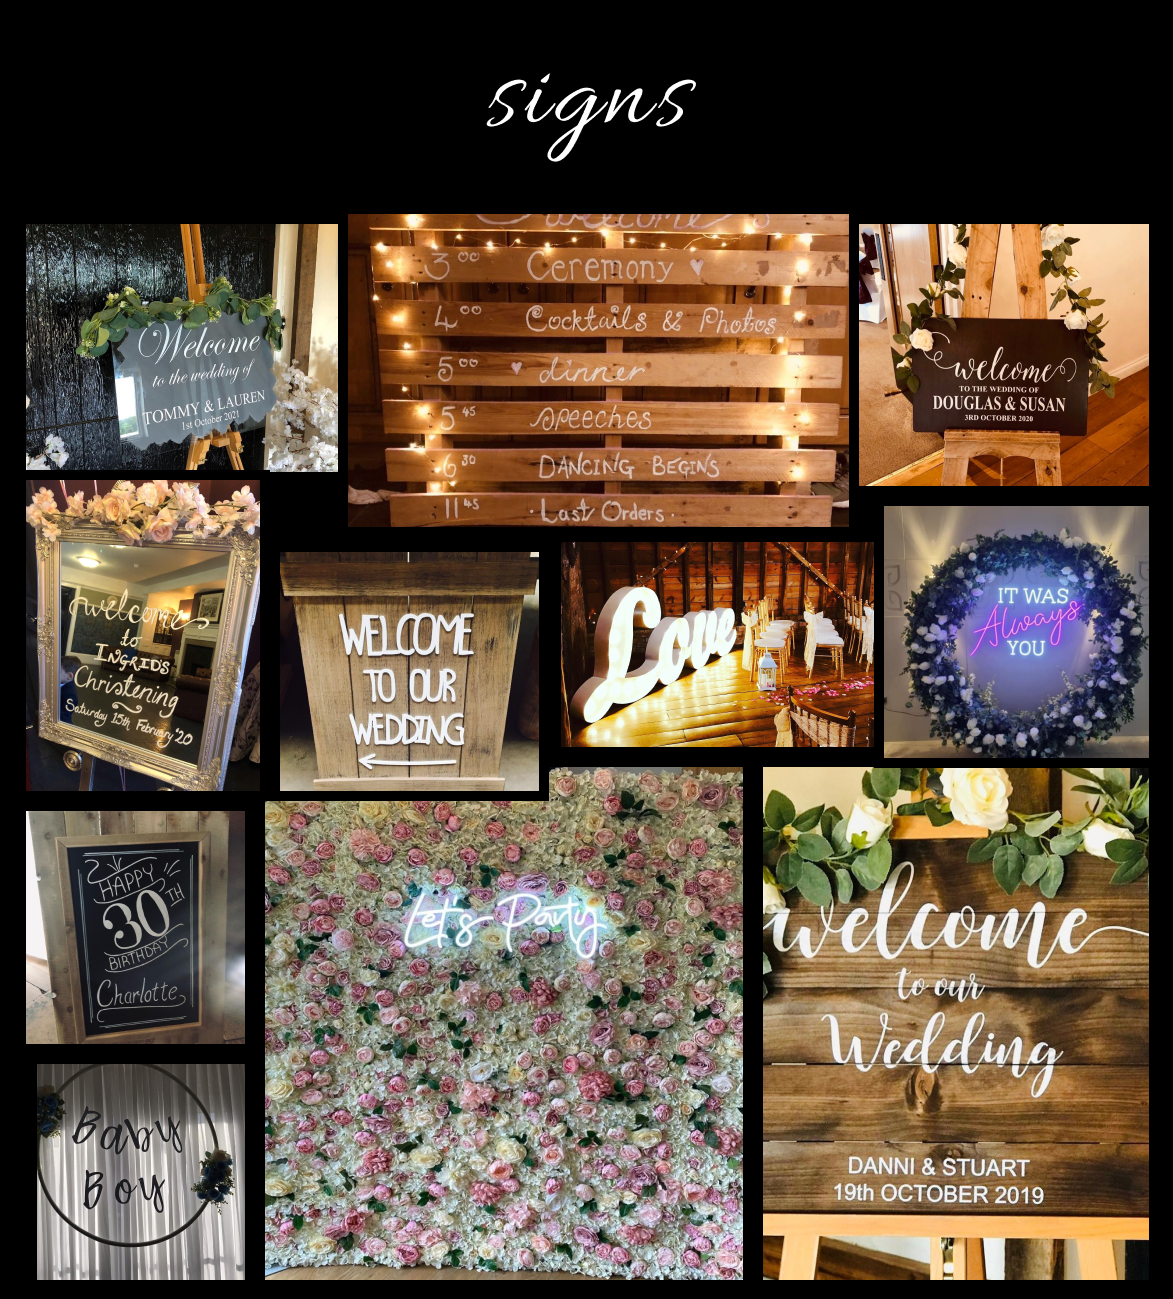 signs
Welcome
to the wedding of
TOMMY & LAUREN
1st October 2021
welcome
3 00 Ceremony ♥
4 00 Cocktails & Photos
5 00 ♥ dinner
5 45 Speeches
6 30 DANCING BEGINS
11 45 · Last Orders ·
welcome
TO THE WEDDING OF
DOUGLAS & SUSAN
3RD OCTOBER 2020
welcome
to
INGRID'S
Christening
Saturday 15th February '20
WELCOME
TO OUR
WEDDING
Love
IT WAS
Always
YOU
HAPPY
30TH
BIRTHDAY
Charlotte
Let's Party
welcome
to our
Wedding
DANNI & STUART
19th OCTOBER 2019
Baby
Boy